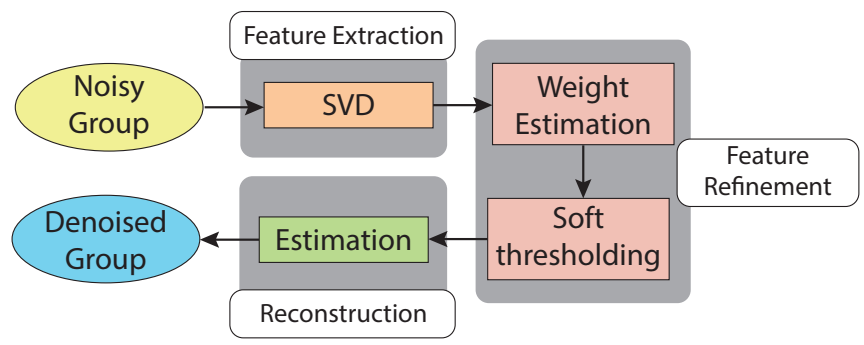 Feature Extraction
Noisy
Group
SVD
Weight
Estimation
Feature
Refinement
Soft
thresholding
Estimation
Denoised
Group
Reconstruction